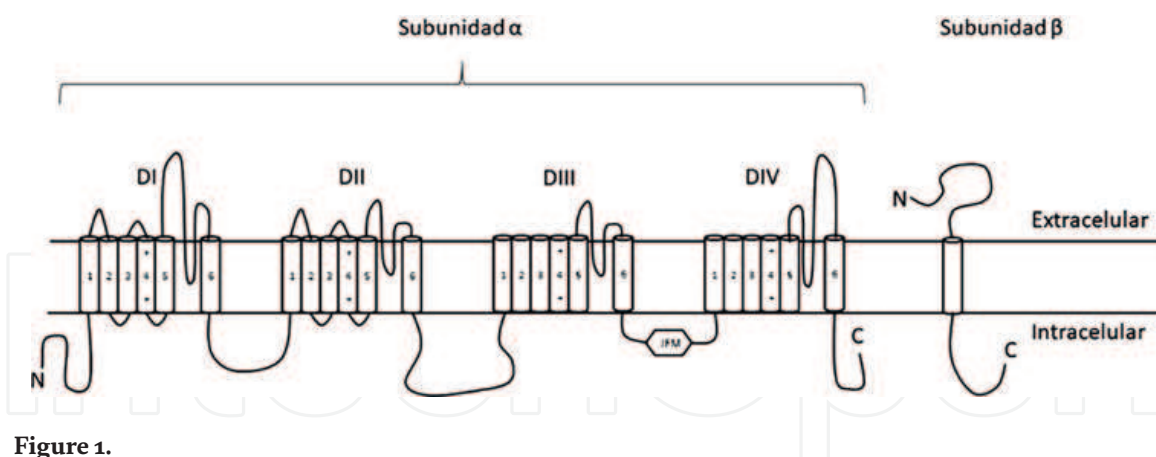 Subunidad α Subunidad β
DI DII DIII DIV
N
Extracelular
1 2 3 + 4 + 5 6 1 2 3 + 4 + 5 6 1 2 3 + 4 + 5 6 1 2 3 + 4 + 5 6
Intracelular
IFM
N C C
Figure 1.